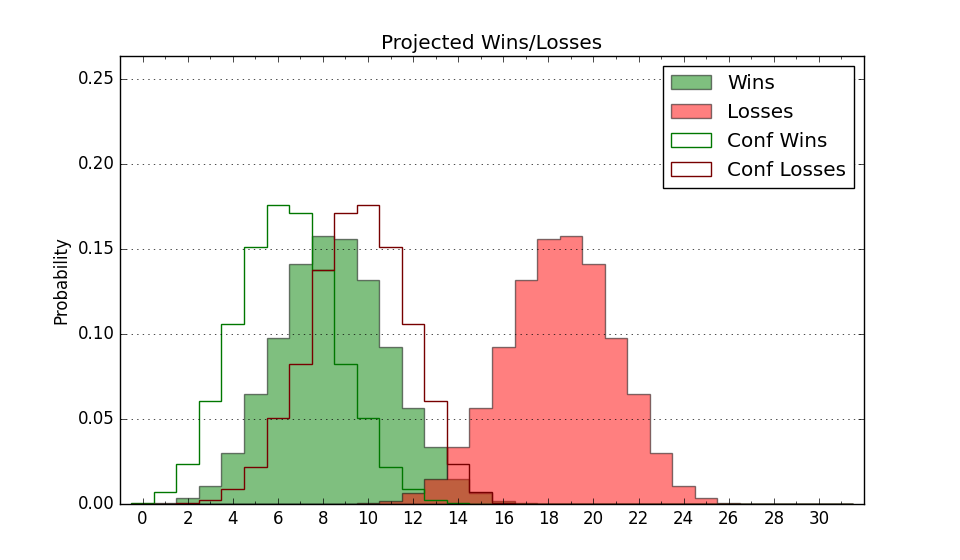 Projected Wins/Losses
Wins
Losses
Conf Wins
Conf Losses
Probability
0.25
0.20
0.15
0.10
0.05
0.00
0 2 4 6 8 10 12 14 16 18 20 22 24 26 28 30